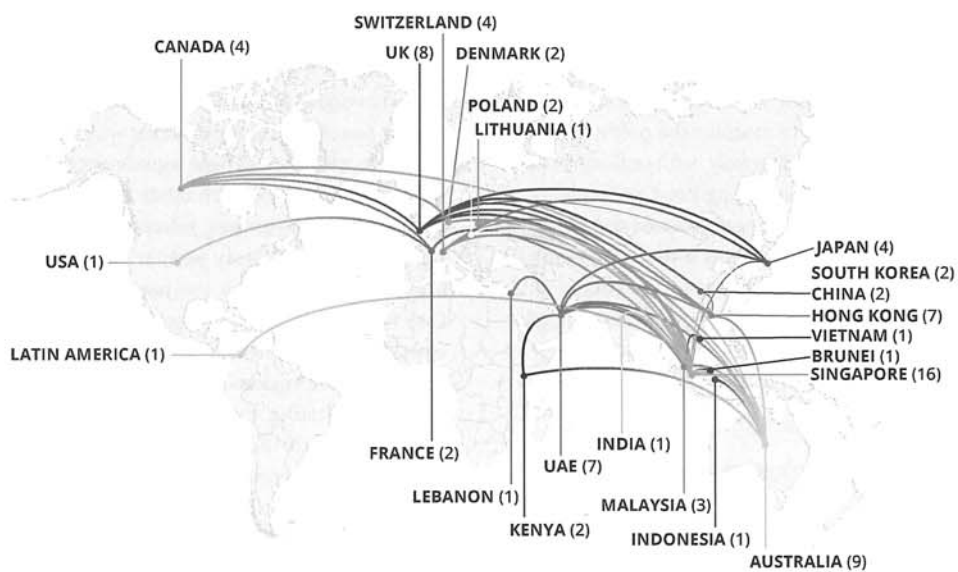 SWITZERLAND (4)
CANADA (4)
UK (8)
DENMARK (2)
POLAND (2)
LITHUANIA (1)
JAPAN (4)
USA (1)
SOUTH KOREA (2)
CHINA (2)
HONG KONG (7)
VIETNAM (1)
LATIN AMERICA (1)
BRUNEI (1)
SINGAPORE (16)
INDIA (1)
FRANCE (2)
UAE (7)
LEBANON (1)
MALAYSIA (3)
KENYA (2)
INDONESIA (1)
AUSTRALIA (9)